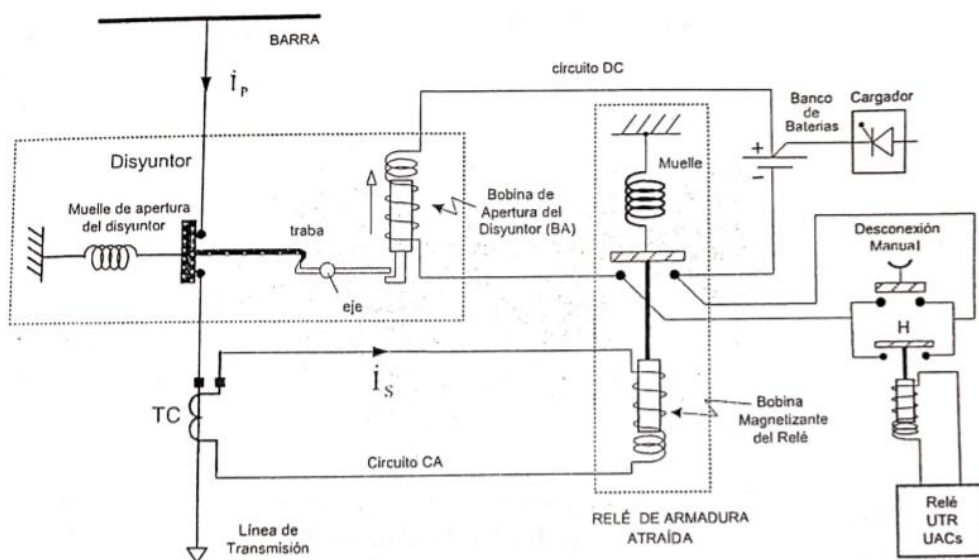 BARRA
İP
circuito DC
Banco
de
Baterias
Cargador
Disyuntor
Muelle de apertura
del disyuntor
traba
eje
Bobina de
Apertura del
Disyuntor (BA)
Muelle
+
−
Desconexión
Manual
H
İS
TC
Circuito CA
Bobina
Magnetizante
del Relé
Línea de
Transmisión
RELÉ DE ARMADURA
ATRAÍDA
Relé
UTR
UACs